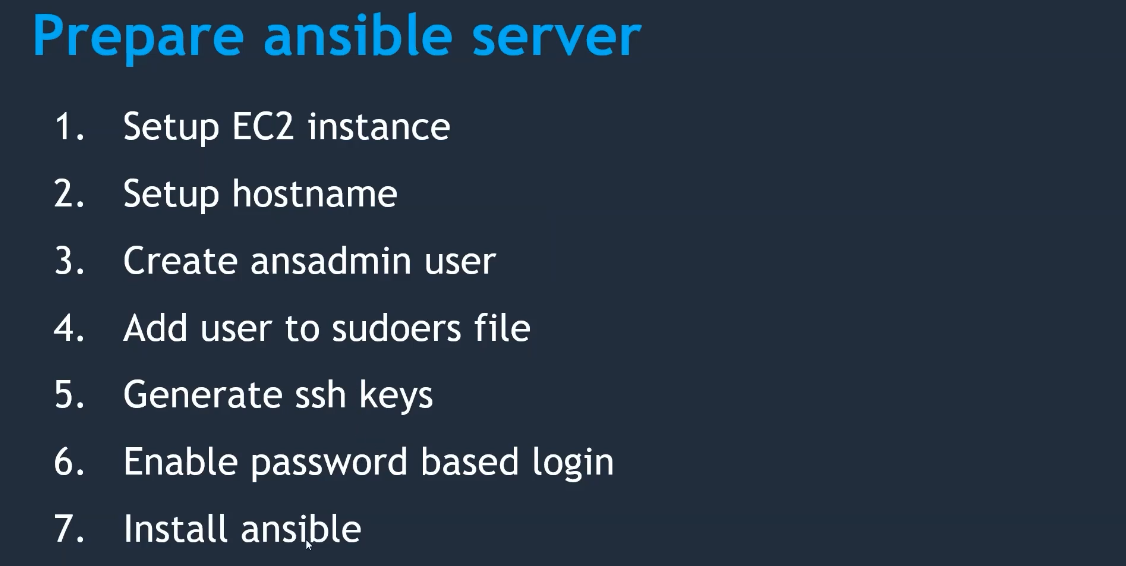 Prepare ansible server
1. Setup EC2 instance
2. Setup hostname
3. Create ansadmin user
4. Add user to sudoers file
5. Generate ssh keys
6. Enable password based login
7. Install ansible